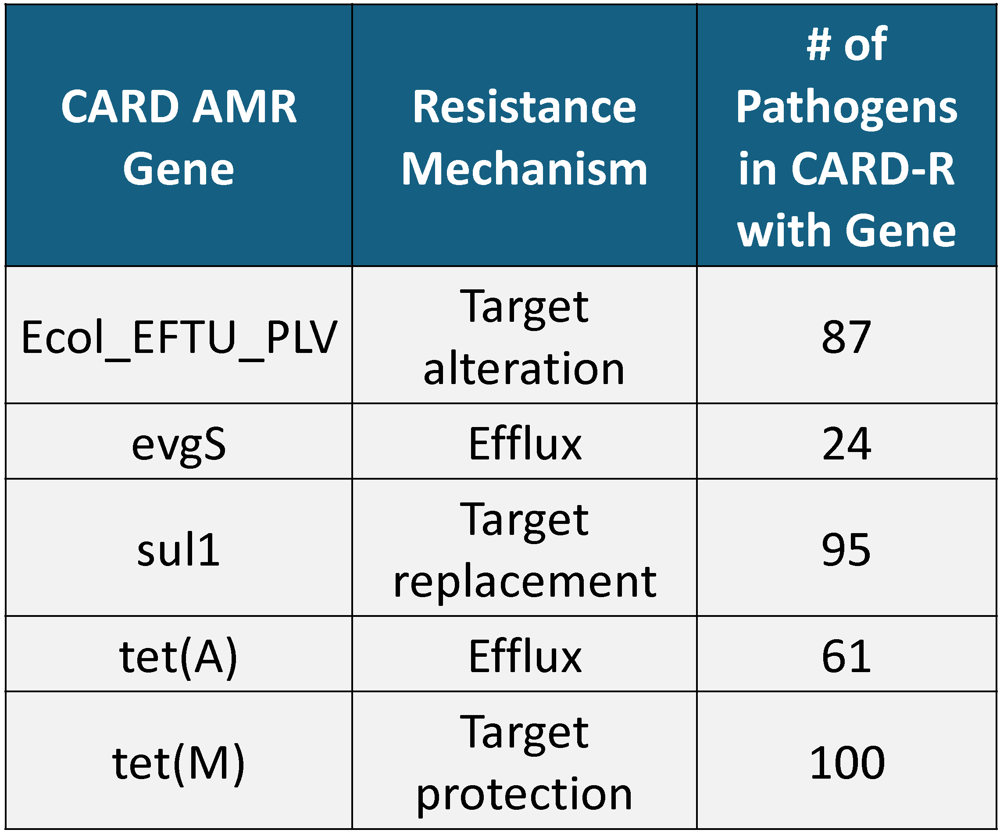 CARD AMR
Gene
Resistance
Mechanism
# of
Pathogens
in CARD-R
with Gene
Ecol_EFTU_PLV
Target
alteration
87
evgS
Efflux
24
sul1
Target
replacement
95
tet(A)
Efflux
61
tet(M)
Target
protection
100